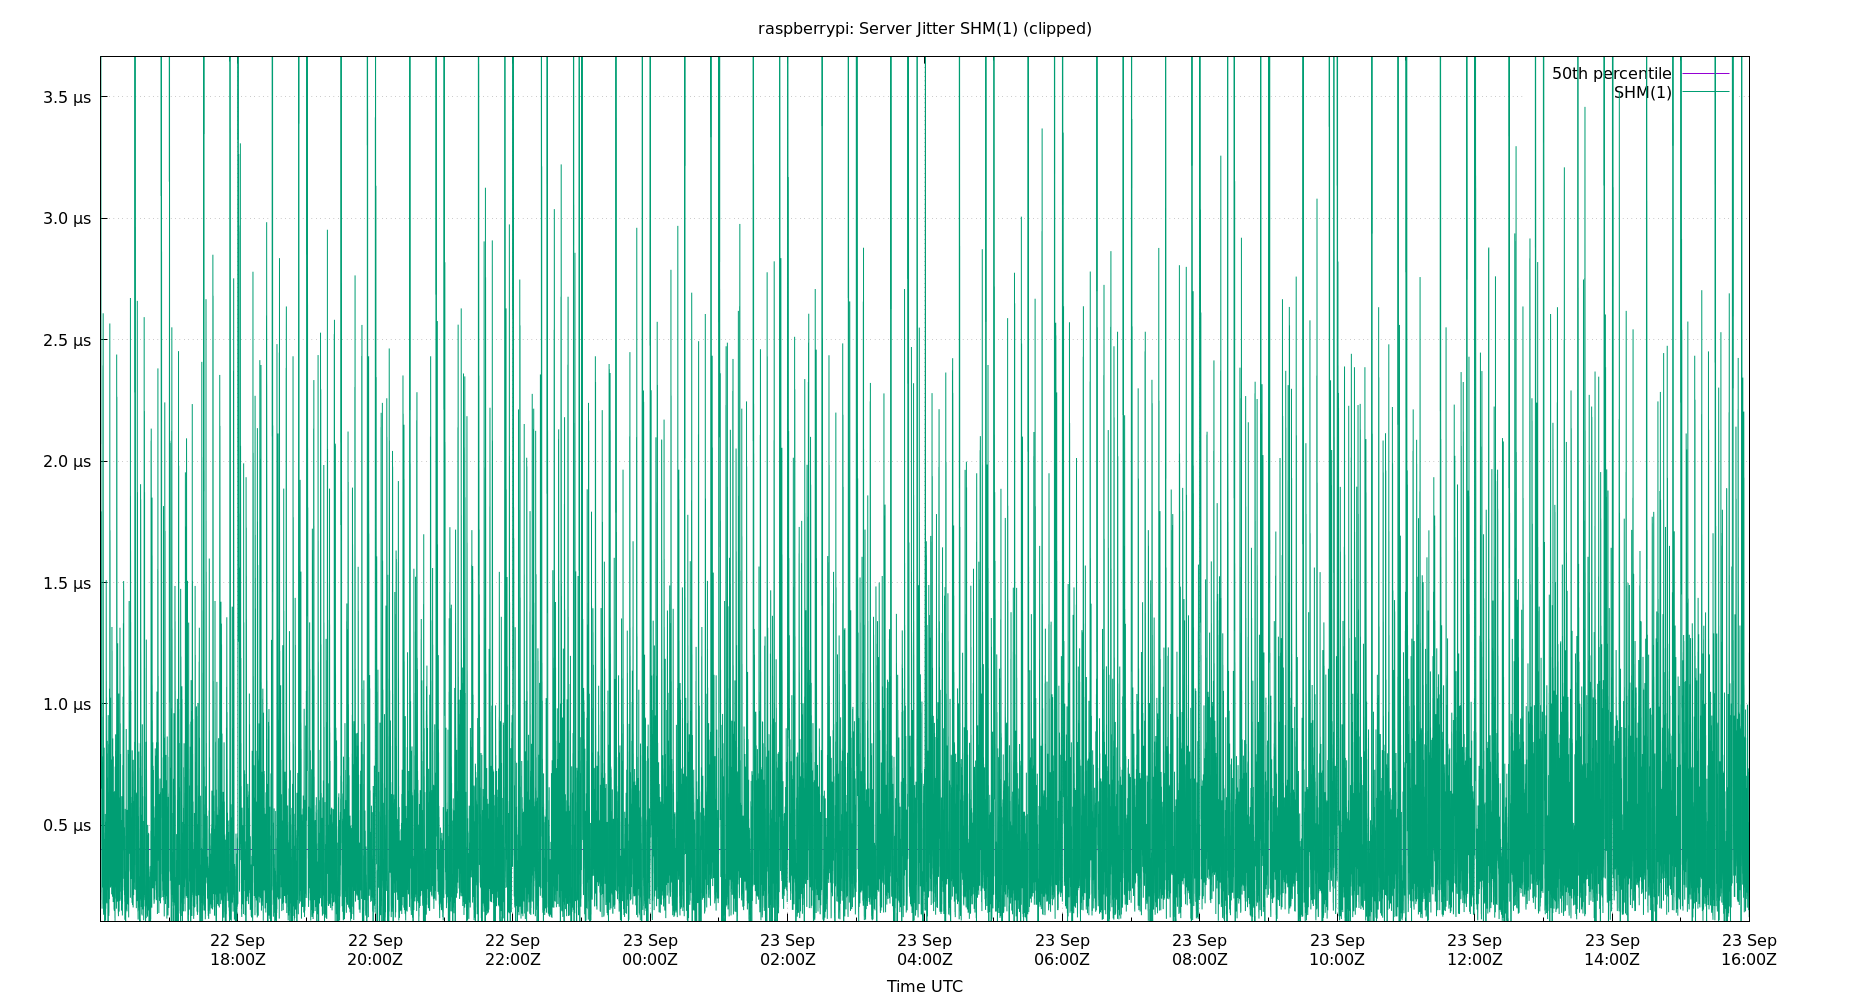 raspberrypi: Server Jitter SHM(1) (clipped)
50th percentile
SHM(1)
3.5 μs
3.0 μs
2.5 μs
2.0 μs
1.5 μs
1.0 μs
0.5 μs
22 Sep 22 Sep 22 Sep 23 Sep 23 Sep 23 Sep 23 Sep 23 Sep 23 Sep 23 Sep 23 Sep 23 Sep
18:00Z 20:00Z 22:00Z 00:00Z 02:00Z 04:00Z 06:00Z 08:00Z 10:00Z 12:00Z 14:00Z 16:00Z
Time UTC